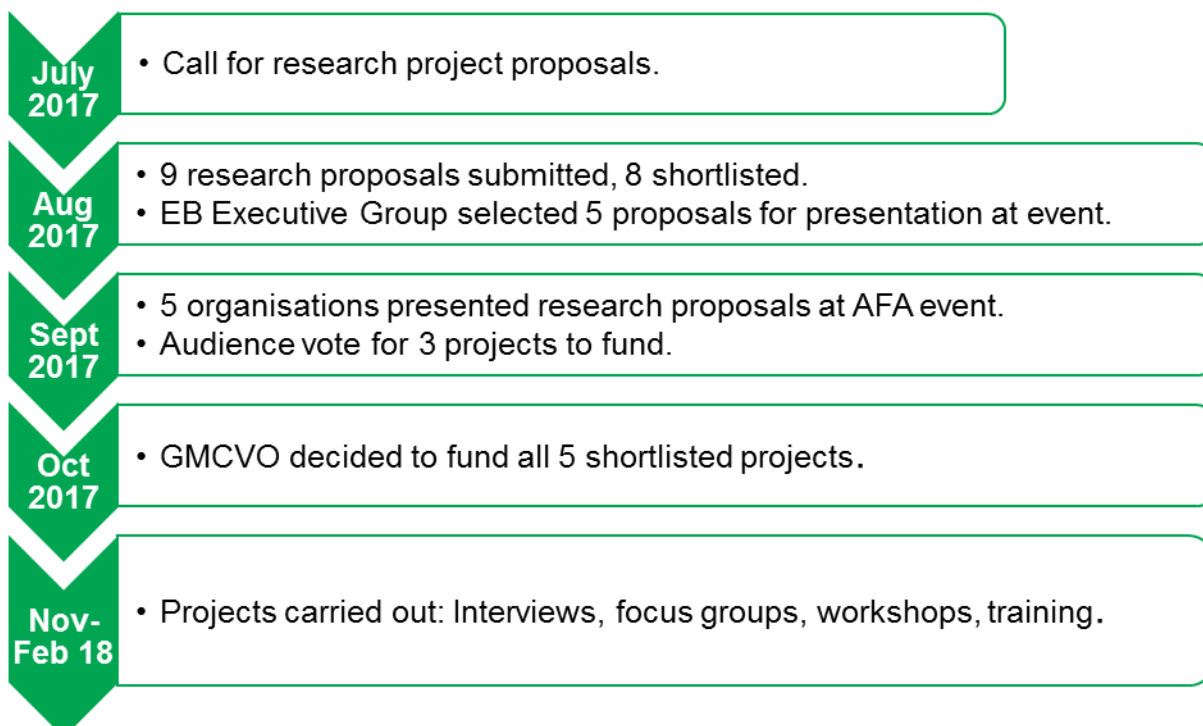 July
2017
• Call for research project proposals.
Aug
2017
• 9 research proposals submitted, 8 shortlisted.
• EB Executive Group selected 5 proposals for presentation at event.
Sept
2017
• 5 organisations presented research proposals at AFA event.
• Audience vote for 3 projects to fund.
Oct
2017
• GMCVO decided to fund all 5 shortlisted projects.
Nov-
Feb 18
• Projects carried out: Interviews, focus groups, workshops, training.